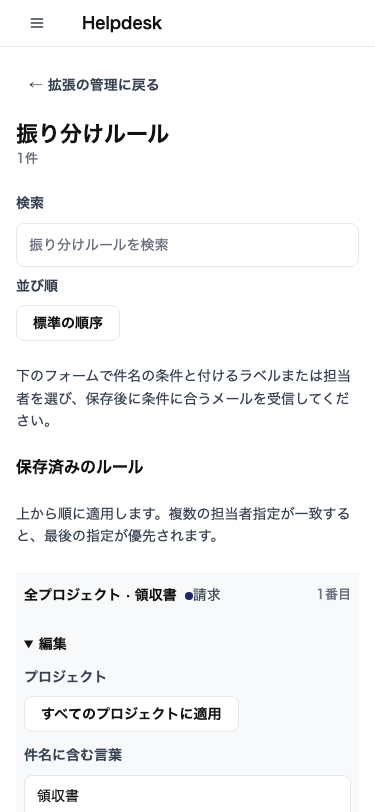 Helpdesk
← 拡張の管理に戻る
振り分けルール
1件
検索
振り分けルールを検索
並び順
標準の順序
下のフォームで件名の条件と付けるラベルまたは担当
者を選び、保存後に条件に合うメールを受信してくだ
さい。
保存済みのルール
上から順に適用します。複数の担当者指定が一致する
と、最後の指定が優先されます。
全プロジェクト · 領収書 ●請求 1番目
▼ 編集
プロジェクト
すべてのプロジェクトに適用
件名に含む言葉
領収書